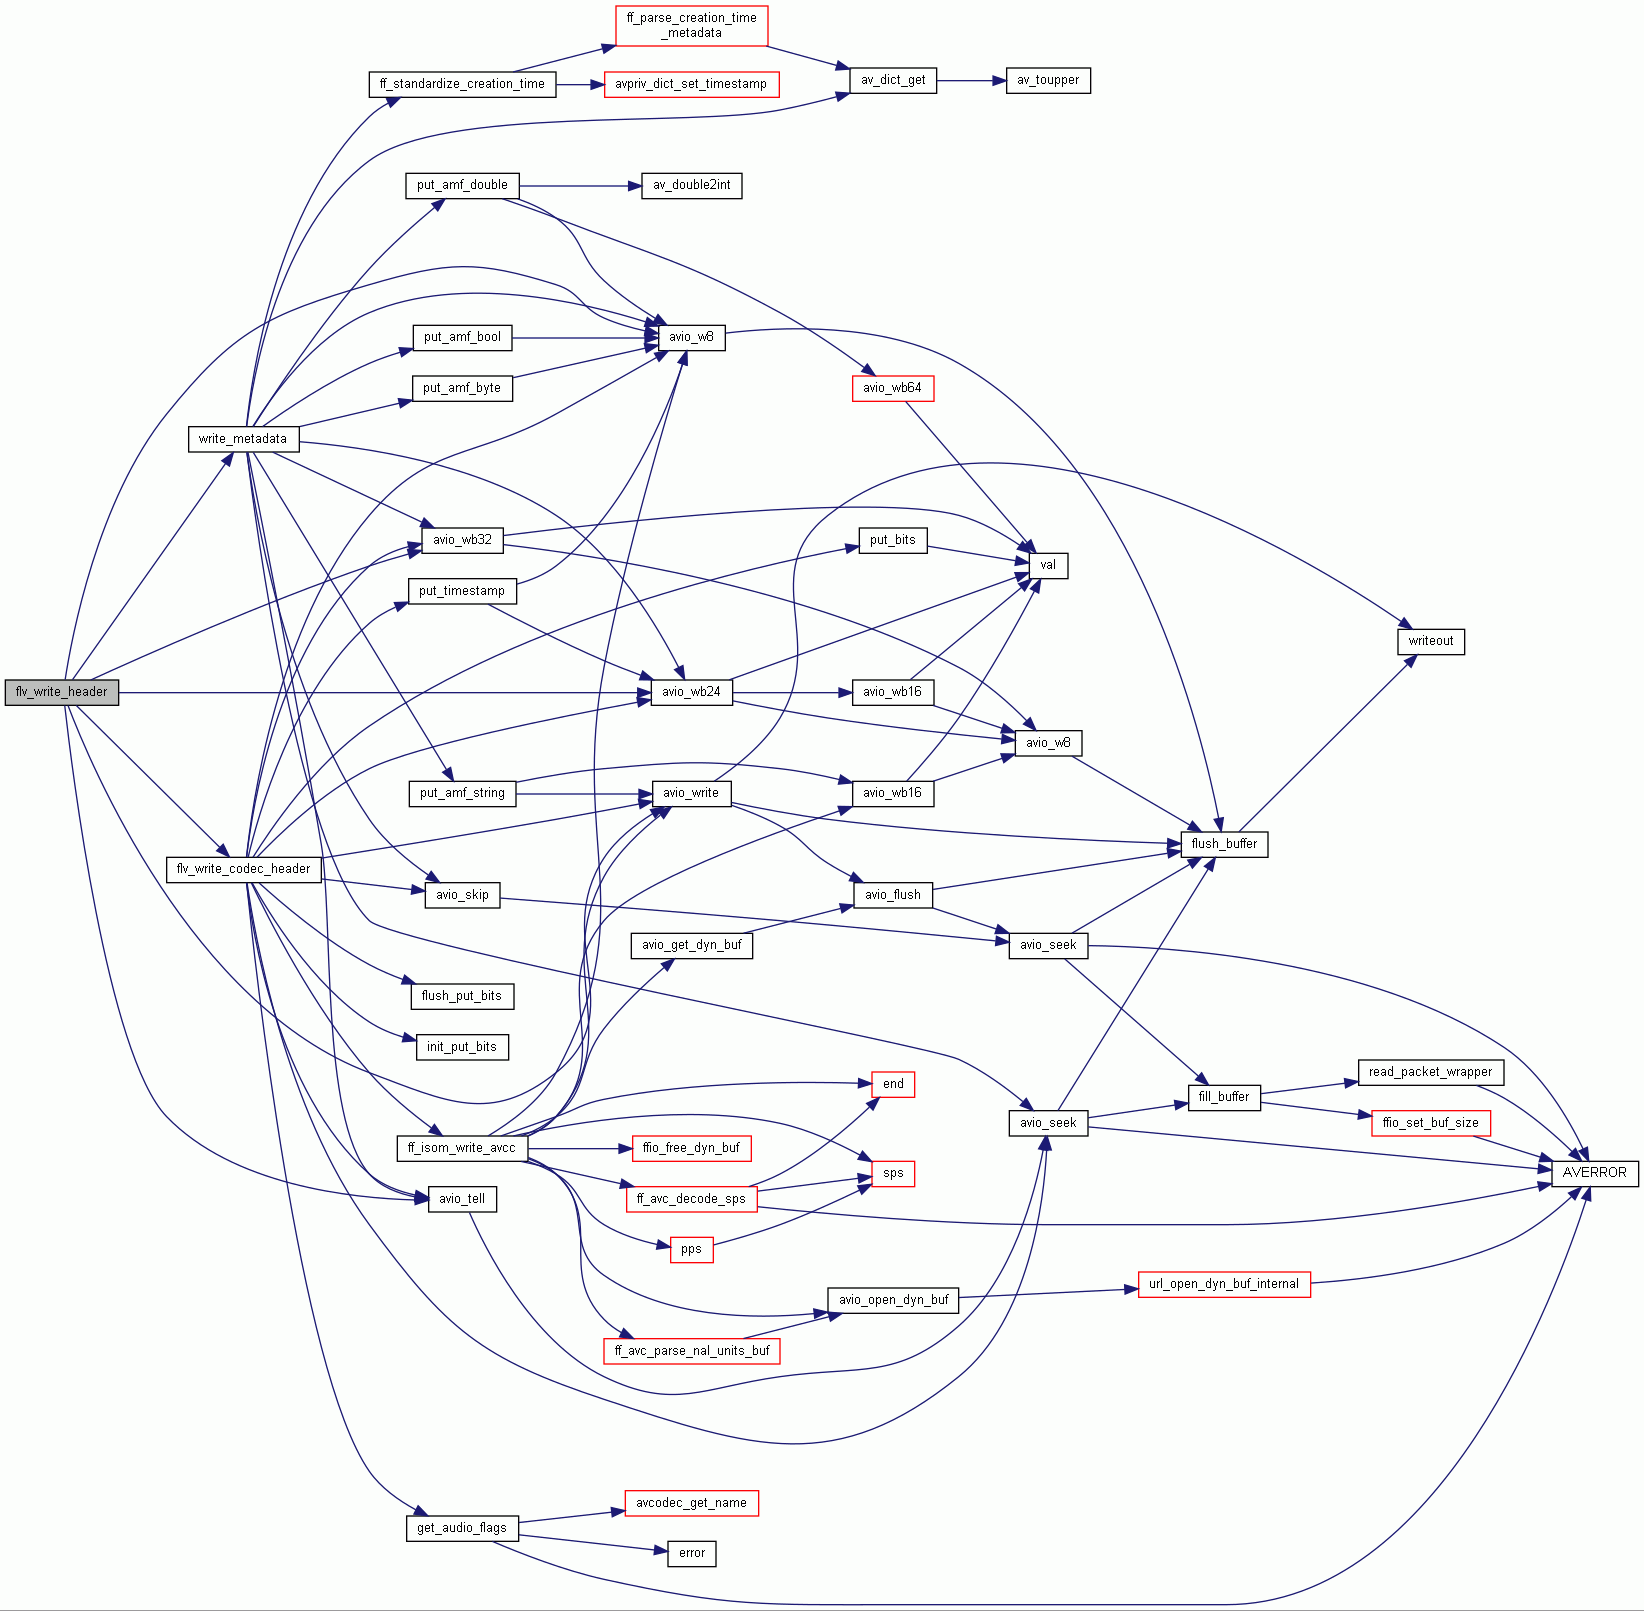 ff_parse_creation_time
_metadata
ff_standardize_creation_time
avpriv_dict_set_timestamp
av_dict_get
av_toupper
put_amf_double
av_double2int
put_amf_bool
avio_w8
put_amf_byte
avio_wb64
write_metadata
avio_wb32
put_bits
val
put_timestamp
writeout
flv_write_header
avio_wb24
avio_wb16
avio_w8
put_amf_string
avio_write
avio_wb16
flush_buffer
flv_write_codec_header
avio_skip
avio_flush
avio_get_dyn_buf
avio_seek
flush_put_bits
init_put_bits
read_packet_wrapper
end
fill_buffer
ffio_set_buf_size
avio_seek
ff_isom_write_avcc
ffio_free_dyn_buf
sps
AVERROR
avio_tell
ff_avc_decode_sps
pps
url_open_dyn_buf_internal
avio_open_dyn_buf
ff_avc_parse_nal_units_buf
avcodec_get_name
get_audio_flags
error